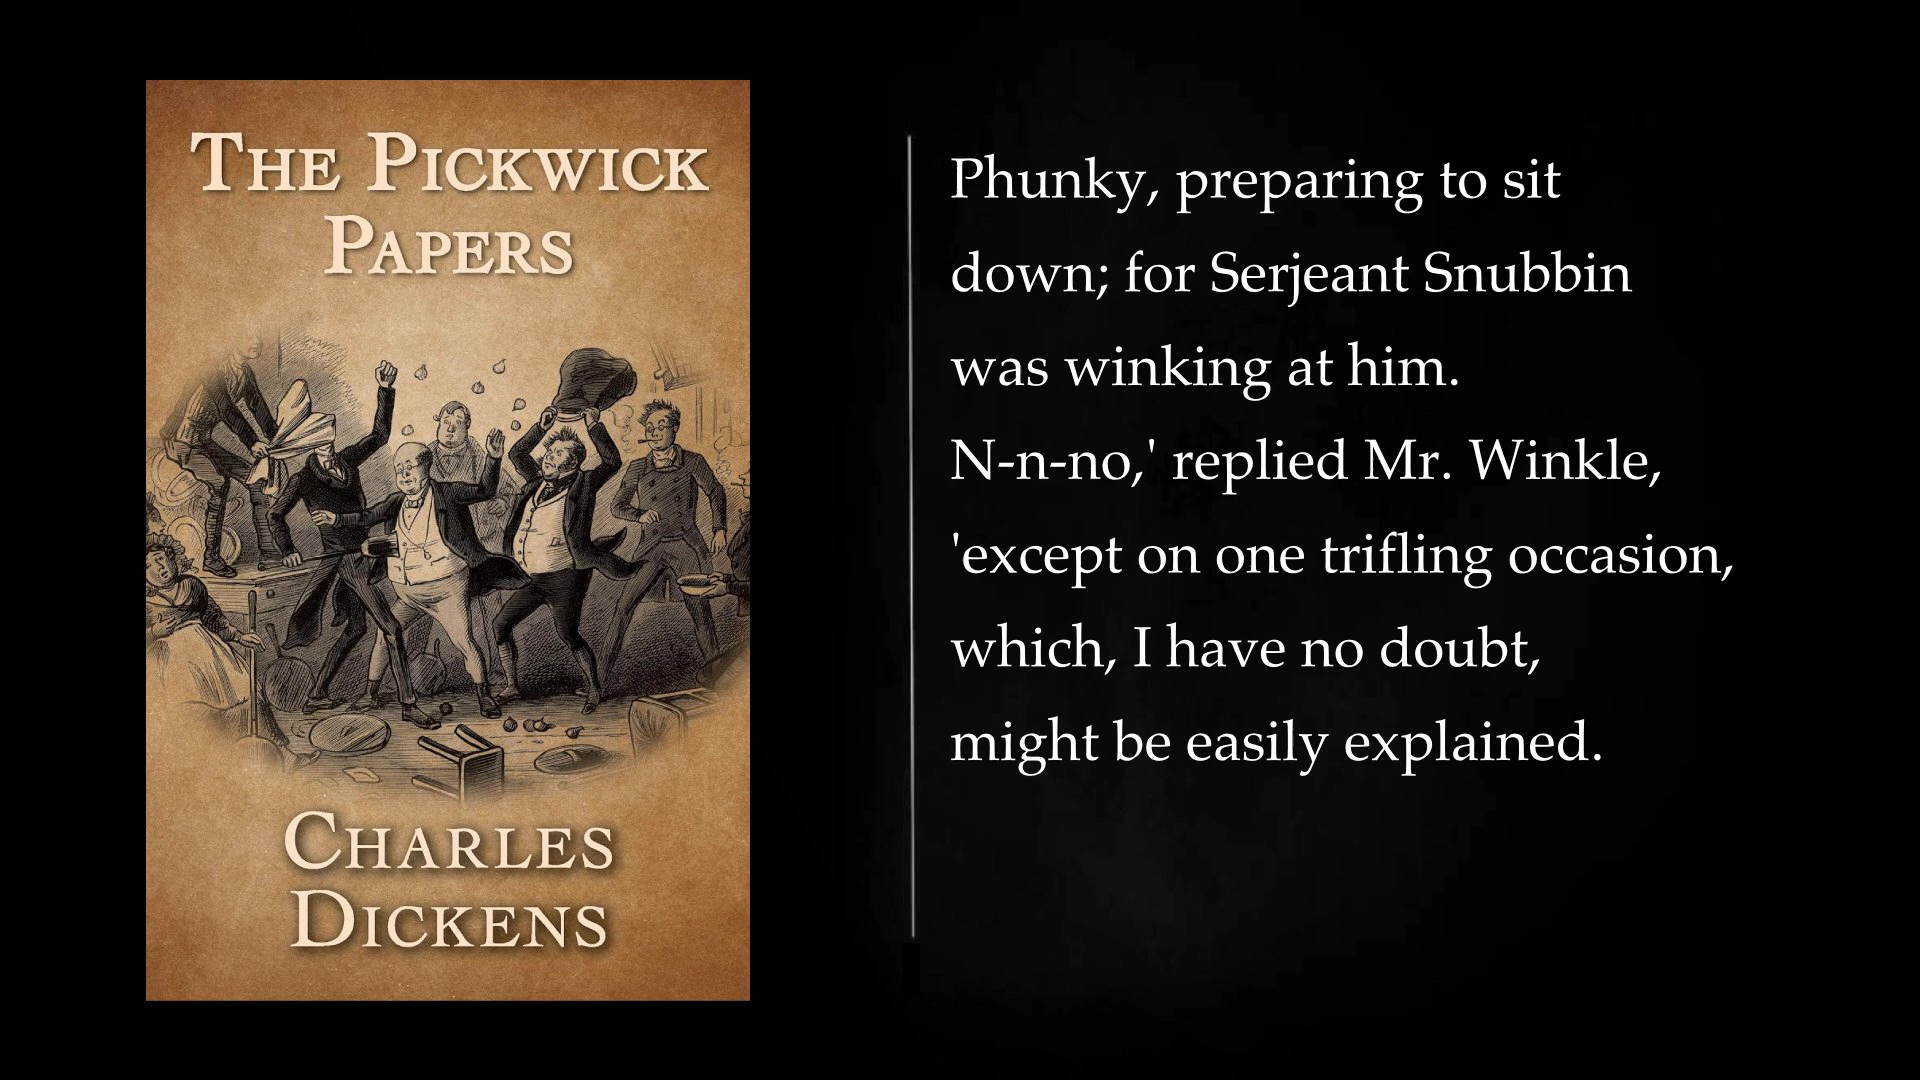 The Pickwick
Papers
Charles
Dickens
Phunky, preparing to sit
down; for Serjeant Snubbin
was winking at him.
N-n-no,' replied Mr. Winkle,
'except on one trifling occasion,
which, I have no doubt,
might be easily explained.